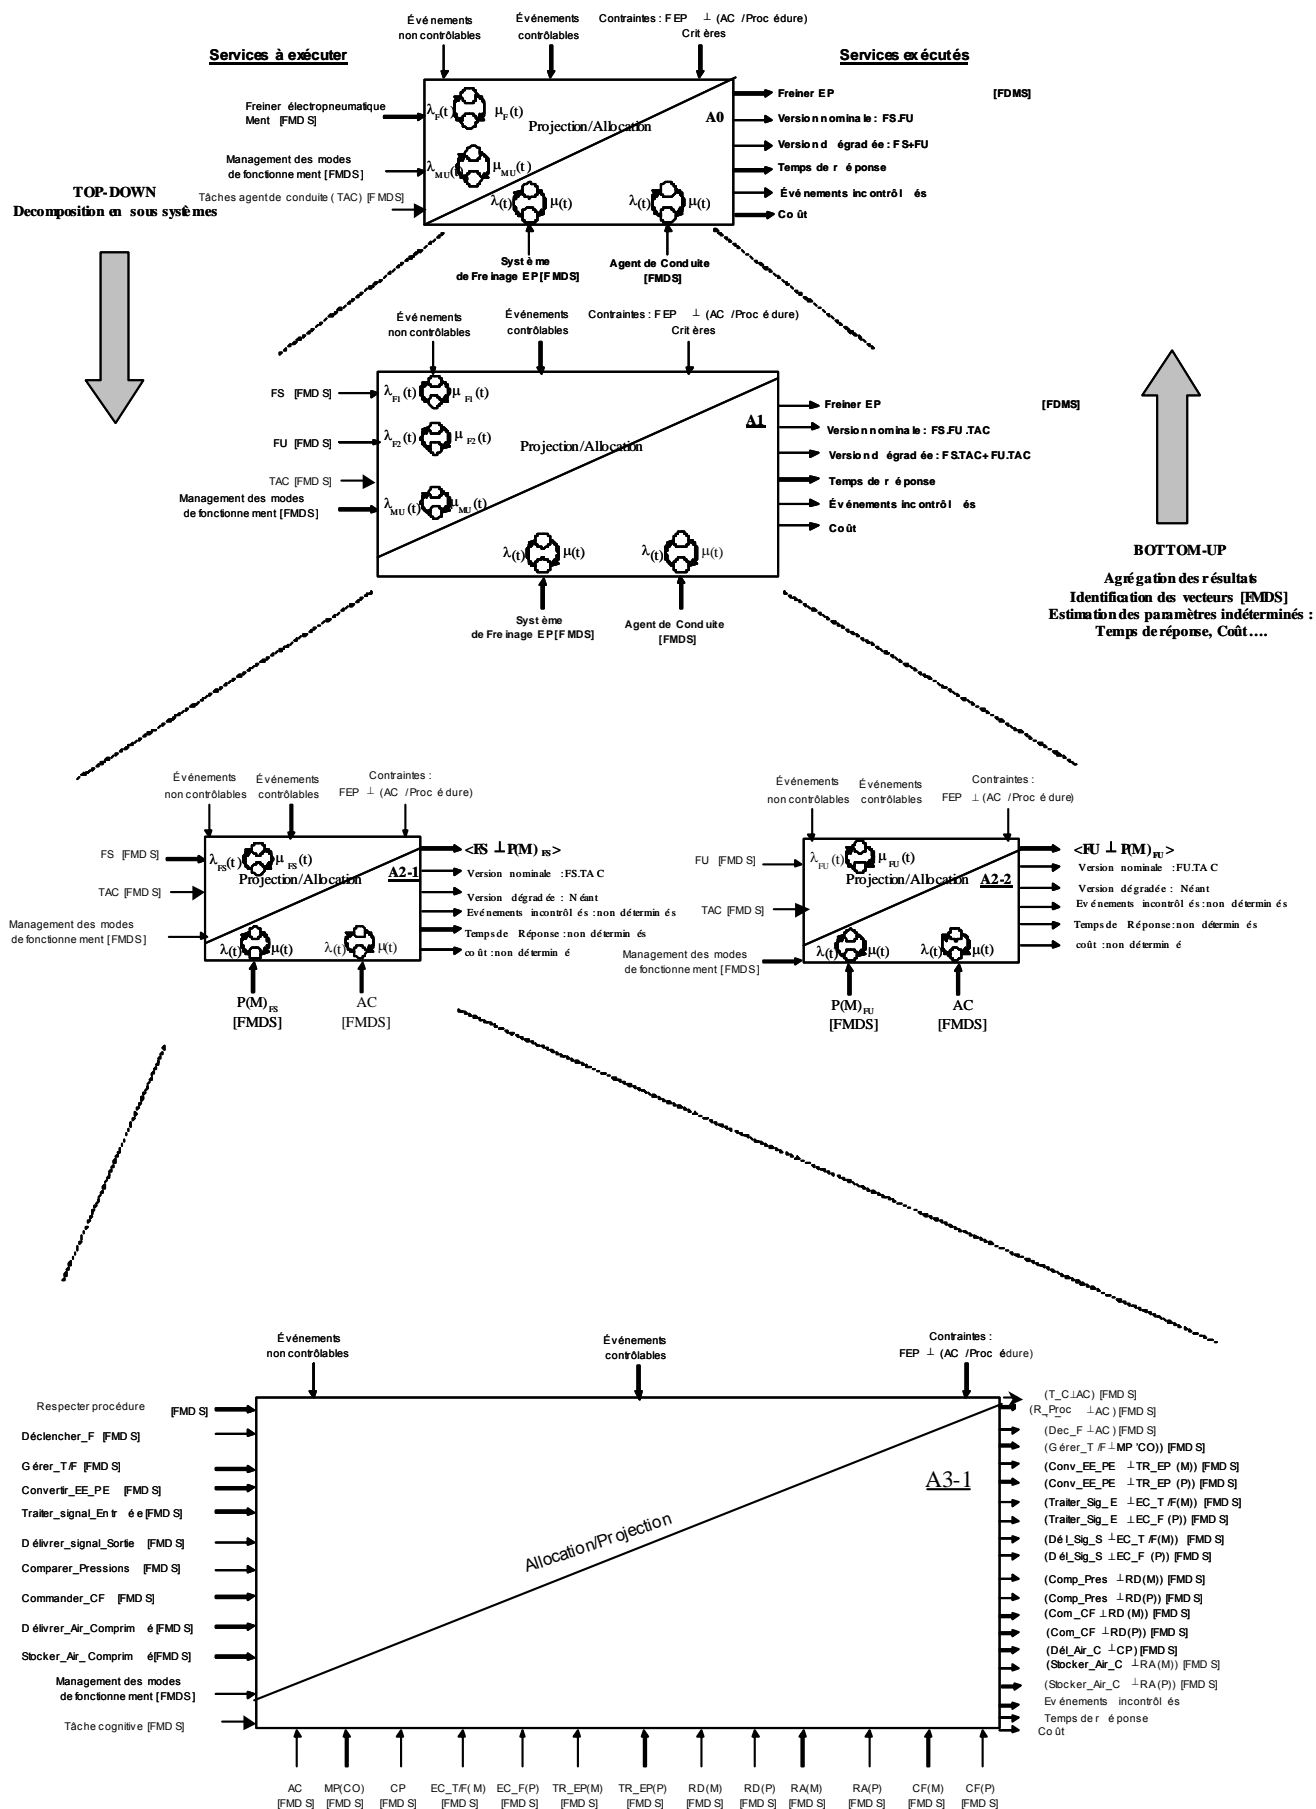 Événements
non contrôlables
Événements
contrôlables
Contraintes : FEP ⊥ (AC /Procédure)
Critères
Services à exécuter
Services exécutés
Freiner électropneumatique
Ment [FMDS]
λF(t) μF(t)
Projection/Allocation
A0
Freiner EP [FDMS]
Version nominale : FS.FU
Version dégradée : FS+FU
Temps de réponse
Événements incontrôlés
Coût
Management des modes
de fonctionnement [FMDS]
λMU(t) μMU(t)
Tâches agent de conduite (TAC) [FMDS]
λ(t) μ(t)
λ(t) μ(t)
Système
de Freinage EP [FMDS]
Agent de Conduite
[FMDS]
TOP-DOWN
Decomposition en sous systêmes
Événements
non contrôlables
Événements
contrôlables
Contraintes : FEP ⊥ (AC /Procédure)
Critères
FS [FMDS]
λF1(t) μF1(t)
FU [FMDS]
λF2(t) μF2(t)
TAC [FMDS]
Management des modes
de fonctionnement [FMDS]
λMU(t) μMU(t)
Projection/Allocation
A1
Freiner EP [FDMS]
Version nominale : FS.FU.TAC
Version dégradée : FS.TAC+FU.TAC
Temps de réponse
Événements incontrôlés
Coût
λ(t) μ(t)
λ(t) μ(t)
Système
de Freinage EP [FMDS]
Agent de Conduite
[FMDS]
BOTTOM-UP
Agrégation des résultats
Identification des vecteurs [FMDS]
Estimation des paramètres indéterminés :
Temps de réponse, Coût….
Événements
non contrôlables
Événements
contrôlables
Contraintes :
FEP ⊥ (AC /Procédure)
FS [FMDS]
TAC [FMDS]
Management des modes
de fonctionnement [FMDS]
λFS(t) μFS(t)
Projection/Allocation
A2-1
λ(t) μ(t)
λ(t) μ(t)
<FS ⊥ P(M)FS>
Version nominale :FS.TAC
Version dégradée : Néant
Evénements incontrôlés :non déterminés
Temps de Réponse :non déterminés
coût :non déterminé
P(M)FS
[FMDS]
AC
[FMDS]
Événements
non contrôlables
Événements
contrôlables
Contraintes :
FEP ⊥ (AC /Procédure)
FU [FMDS]
TAC [FMDS]
Management des modes
de fonctionnement [FMDS]
λFU(t) μFU(t)
Projection/Allocation
A2-2
λ(t) μ(t)
λ(t) μ(t)
<FU ⊥ P(M)FU>
Version nominale :FU.TAC
Version dégradée : Néant
Evénements incontrôlés :non déterminés
Temps de Réponse :non déterminés
coût :non déterminé
P(M)FU
[FMDS]
AC
[FMDS]
Événements
non contrôlables
Événements
contrôlables
Contraintes :
FEP ⊥ (AC /Procédure)
Respecter procédure [FMDS]
Déclencher_F [FMDS]
Gérer_T/F [FMDS]
Convertir_EE_PE [FMDS]
Traiter_signal_Entrée [FMDS]
Délivrer_signal_Sortie [FMDS]
Comparer_Pressions [FMDS]
Commander_CF [FMDS]
Délivrer_Air_Comprimé [FMDS]
Stocker_Air_Comprimé [FMDS]
Management des modes
de fonctionnement [FMDS]
Tâche cognitive [FMDS]
Allocation/Projection
A3-1
(T_C⊥AC) [FMDS]
(R_Proc ⊥AC) [FMDS]
(Dec_F ⊥AC) [FMDS]
(Gérer_T/F ⊥MP'CO)) [FMDS]
(Conv_EE_PE ⊥TR_EP (M)) [FMDS]
(Conv_EE_PE ⊥TR_EP (P)) [FMDS]
(Traiter_Sig_E ⊥EC_T/F(M)) [FMDS]
(Traiter_Sig_E ⊥EC_F (P)) [FMDS]
(Dél_Sig_S ⊥EC_T/F(M)) [FMDS]
(Dél_Sig_S ⊥EC_F (P)) [FMDS]
(Comp_Pres ⊥RD(M)) [FMDS]
(Comp_Pres ⊥RD(P)) [FMDS]
(Com_CF ⊥RD (M)) [FMDS]
(Com_CF ⊥RD(P)) [FMDS]
(Dél_Air_C ⊥CP) [FMDS]
(Stocker_Air_C ⊥RA(M)) [FMDS]
(Stocker_Air_C ⊥RA(P)) [FMDS]
Evénements incontrôlés
Temps de réponse
Coût
AC
[FMDS]
MP(CO)
[FMDS]
CP
[FMDS]
EC_T/F(M)
[FMDS]
EC_F(P)
[FMDS]
TR_EP(M)
[FMDS]
TR_EP(P)
[FMDS]
RD(M)
[FMDS]
RD(P)
[FMDS]
RA(M)
[FMDS]
RA(P)
[FMDS]
CF(M)
[FMDS]
CF(P)
[FMDS]